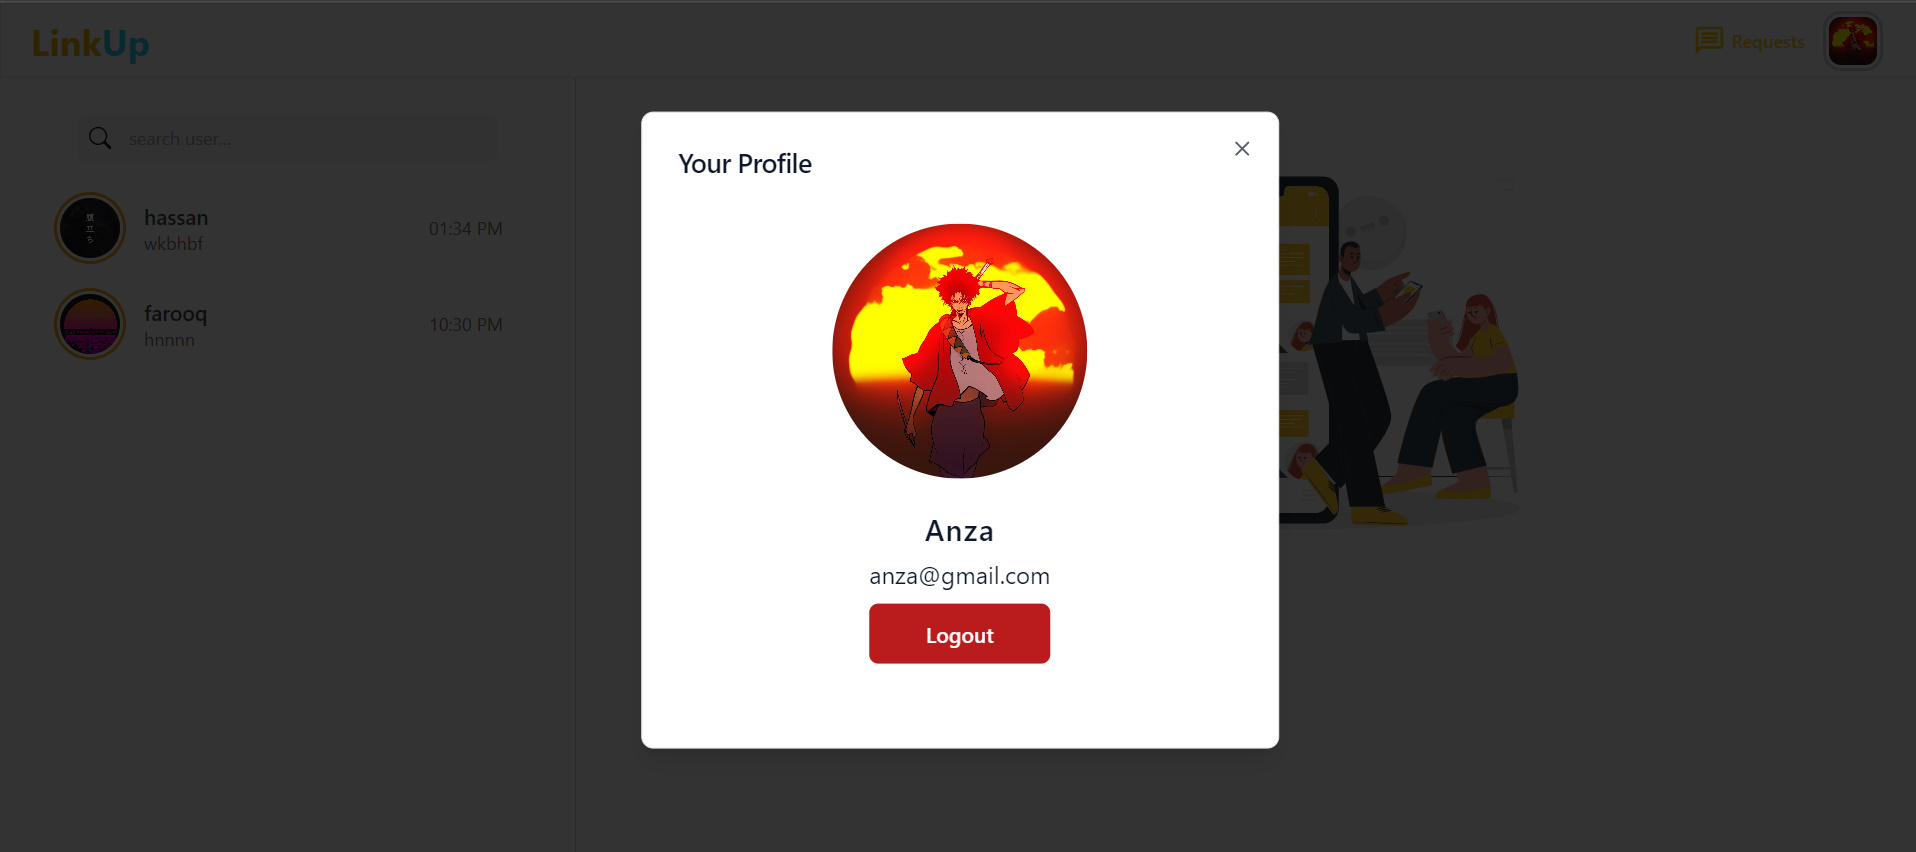 LinkUp
Requests
search user...
hassan
wkbhbf
01:34 PM
farooq
hnnnn
10:30 PM
Your Profile
Anza
anza@gmail.com
Logout